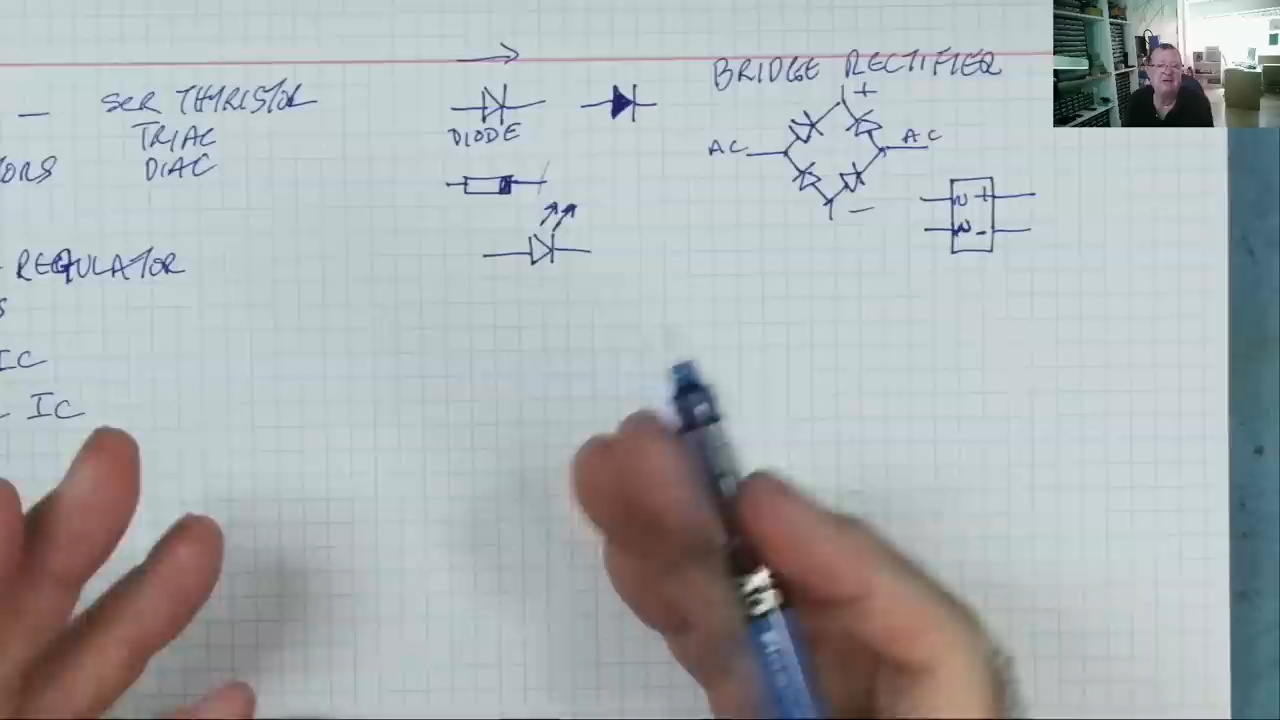 — SCR THYRISTOR
TRIAC
ORS DIAC
REGULATOR
S
IC
IC
DIODE
BRIDGE RECTIFIER
+
AC AC
—
~ +
~ -